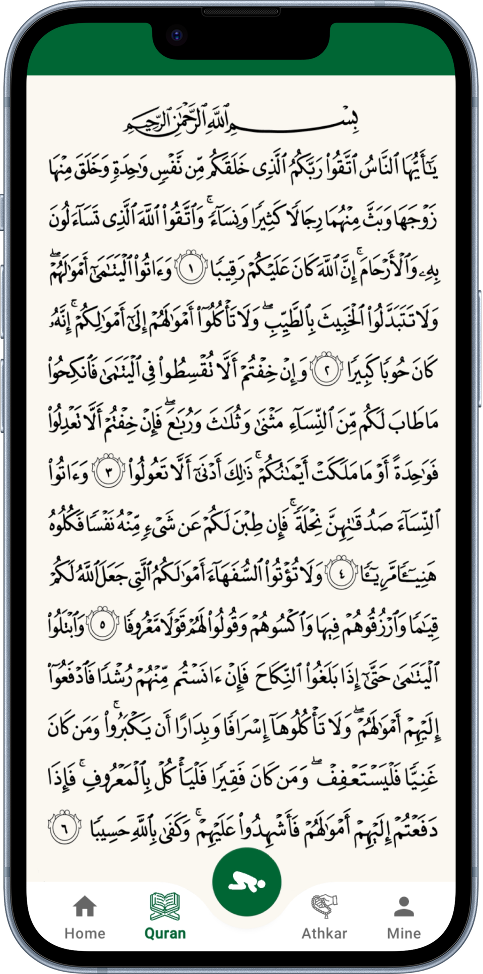 بِسْمِ ٱللَّهِ ٱلرَّحْمَٰنِ ٱلرَّحِيمِ
يَٰٓأَيُّهَا ٱلنَّاسُ ٱتَّقُوا۟ رَبَّكُمُ ٱلَّذِى خَلَقَكُم مِّن نَّفْسٍ وَٰحِدَةٍ وَخَلَقَ مِنْهَا
زَوْجَهَا وَبَثَّ مِنْهُمَا رِجَالًا كَثِيرًا وَنِسَآءً ۚ وَٱتَّقُوا۟ ٱللَّهَ ٱلَّذِى تَسَآءَلُونَ
بِهِۦ وَٱلْأَرْحَامَ ۚ إِنَّ ٱللَّهَ كَانَ عَلَيْكُمْ رَقِيبًا ١ وَءَاتُوا۟ ٱلْيَتَٰمَىٰٓ أَمْوَٰلَهُمْ ۖ
وَلَا تَتَبَدَّلُوا۟ ٱلْخَبِيثَ بِٱلطَّيِّبِ ۖ وَلَا تَأْكُلُوٓا۟ أَمْوَٰلَهُمْ إِلَىٰٓ أَمْوَٰلِكُمْ ۚ إِنَّهُۥ
كَانَ حُوبًا كَبِيرًا ٢ وَإِنْ خِفْتُمْ أَلَّا تُقْسِطُوا۟ فِى ٱلْيَتَٰمَىٰ فَٱنكِحُوا۟
مَا طَابَ لَكُم مِّنَ ٱلنِّسَآءِ مَثْنَىٰ وَثُلَٰثَ وَرُبَٰعَ ۖ فَإِنْ خِفْتُمْ أَلَّا تَعْدِلُوا۟
فَوَٰحِدَةً أَوْ مَا مَلَكَتْ أَيْمَٰنُكُمْ ۚ ذَٰلِكَ أَدْنَىٰٓ أَلَّا تَعُولُوا۟ ٣ وَءَاتُوا۟
ٱلنِّسَآءَ صَدُقَٰتِهِنَّ نِحْلَةً ۚ فَإِن طِبْنَ لَكُمْ عَن شَىْءٍ مِّنْهُ نَفْسًا فَكُلُوهُ
هَنِيٓـًٔا مَّرِيٓـًٔا ٤ وَلَا تُؤْتُوا۟ ٱلسُّفَهَآءَ أَمْوَٰلَكُمُ ٱلَّتِى جَعَلَ ٱللَّهُ لَكُمْ
قِيَٰمًا وَٱرْزُقُوهُمْ فِيهَا وَٱكْسُوهُمْ وَقُولُوا۟ لَهُمْ قَوْلًا مَّعْرُوفًا ٥ وَٱبْتَلُوا۟
ٱلْيَتَٰمَىٰ حَتَّىٰٓ إِذَا بَلَغُوا۟ ٱلنِّكَاحَ فَإِنْ ءَانَسْتُم مِّنْهُمْ رُشْدًا فَٱدْفَعُوٓا۟
إِلَيْهِمْ أَمْوَٰلَهُمْ ۖ وَلَا تَأْكُلُوهَآ إِسْرَافًا وَبِدَارًا أَن يَكْبَرُوا۟ ۚ وَمَن كَانَ
غَنِيًّا فَلْيَسْتَعْفِفْ ۖ وَمَن كَانَ فَقِيرًا فَلْيَأْكُلْ بِٱلْمَعْرُوفِ ۚ فَإِذَا
دَفَعْتُمْ إِلَيْهِمْ أَمْوَٰلَهُمْ فَأَشْهِدُوا۟ عَلَيْهِمْ ۚ وَكَفَىٰ بِٱللَّهِ حَسِيبًا ٦
Home Quran Athkar Mine